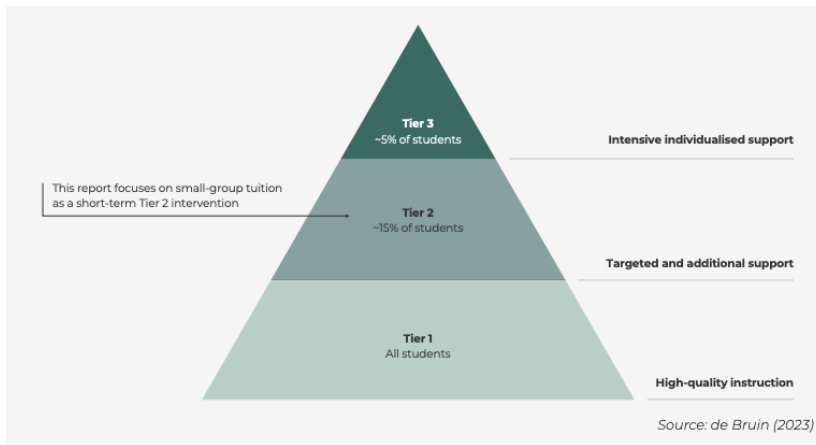 Tier 3
~5% of students
Intensive individualised support
This report focuses on small-group tuition
as a short-term Tier 2 intervention
Tier 2
~15% of students
Targeted and additional support
Tier 1
All students
High-quality instruction
Source: de Bruin (2023)